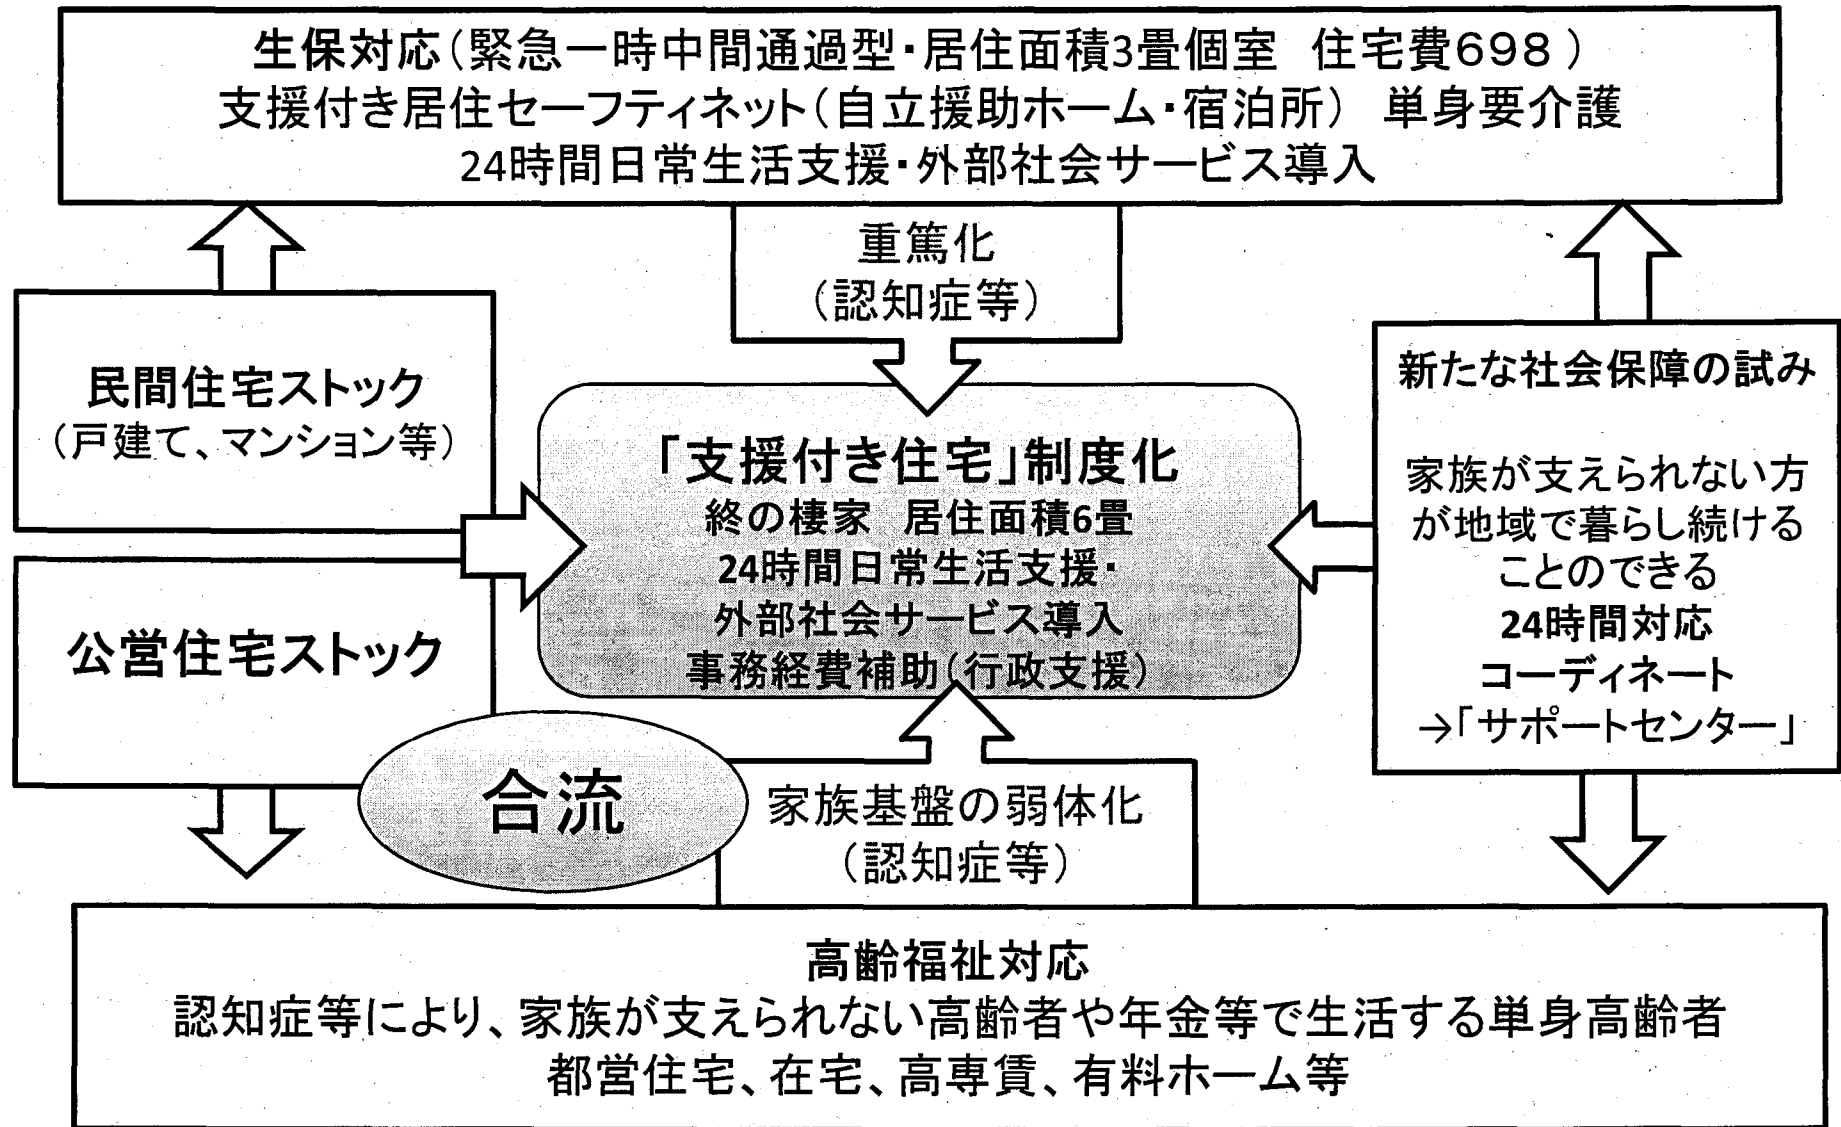 生保対応(緊急一時中間通過型・居住面積3畳個室 住宅費698)
支援付き居住セーフティネット(自立援助ホーム・宿泊所) 単身要介護
24時間日常生活支援・外部社会サービス導入
重篤化
(認知症等)
民間住宅ストック
(戸建て、マンション等)
公営住宅ストック
「支援付き住宅」制度化
終の棲家 居住面積6畳
24時間日常生活支援・
外部社会サービス導入
事務経費補助(行政支援)
新たな社会保障の試み
家族が支えられない方
が地域で暮らし続ける
ことのできる
24時間対応
コーディネート
→「サポートセンター」
合流
家族基盤の弱体化
(認知症等)
高齢福祉対応
認知症等により、家族が支えられない高齢者や年金等で生活する単身高齢者
都営住宅、在宅、高専賃、有料ホーム等